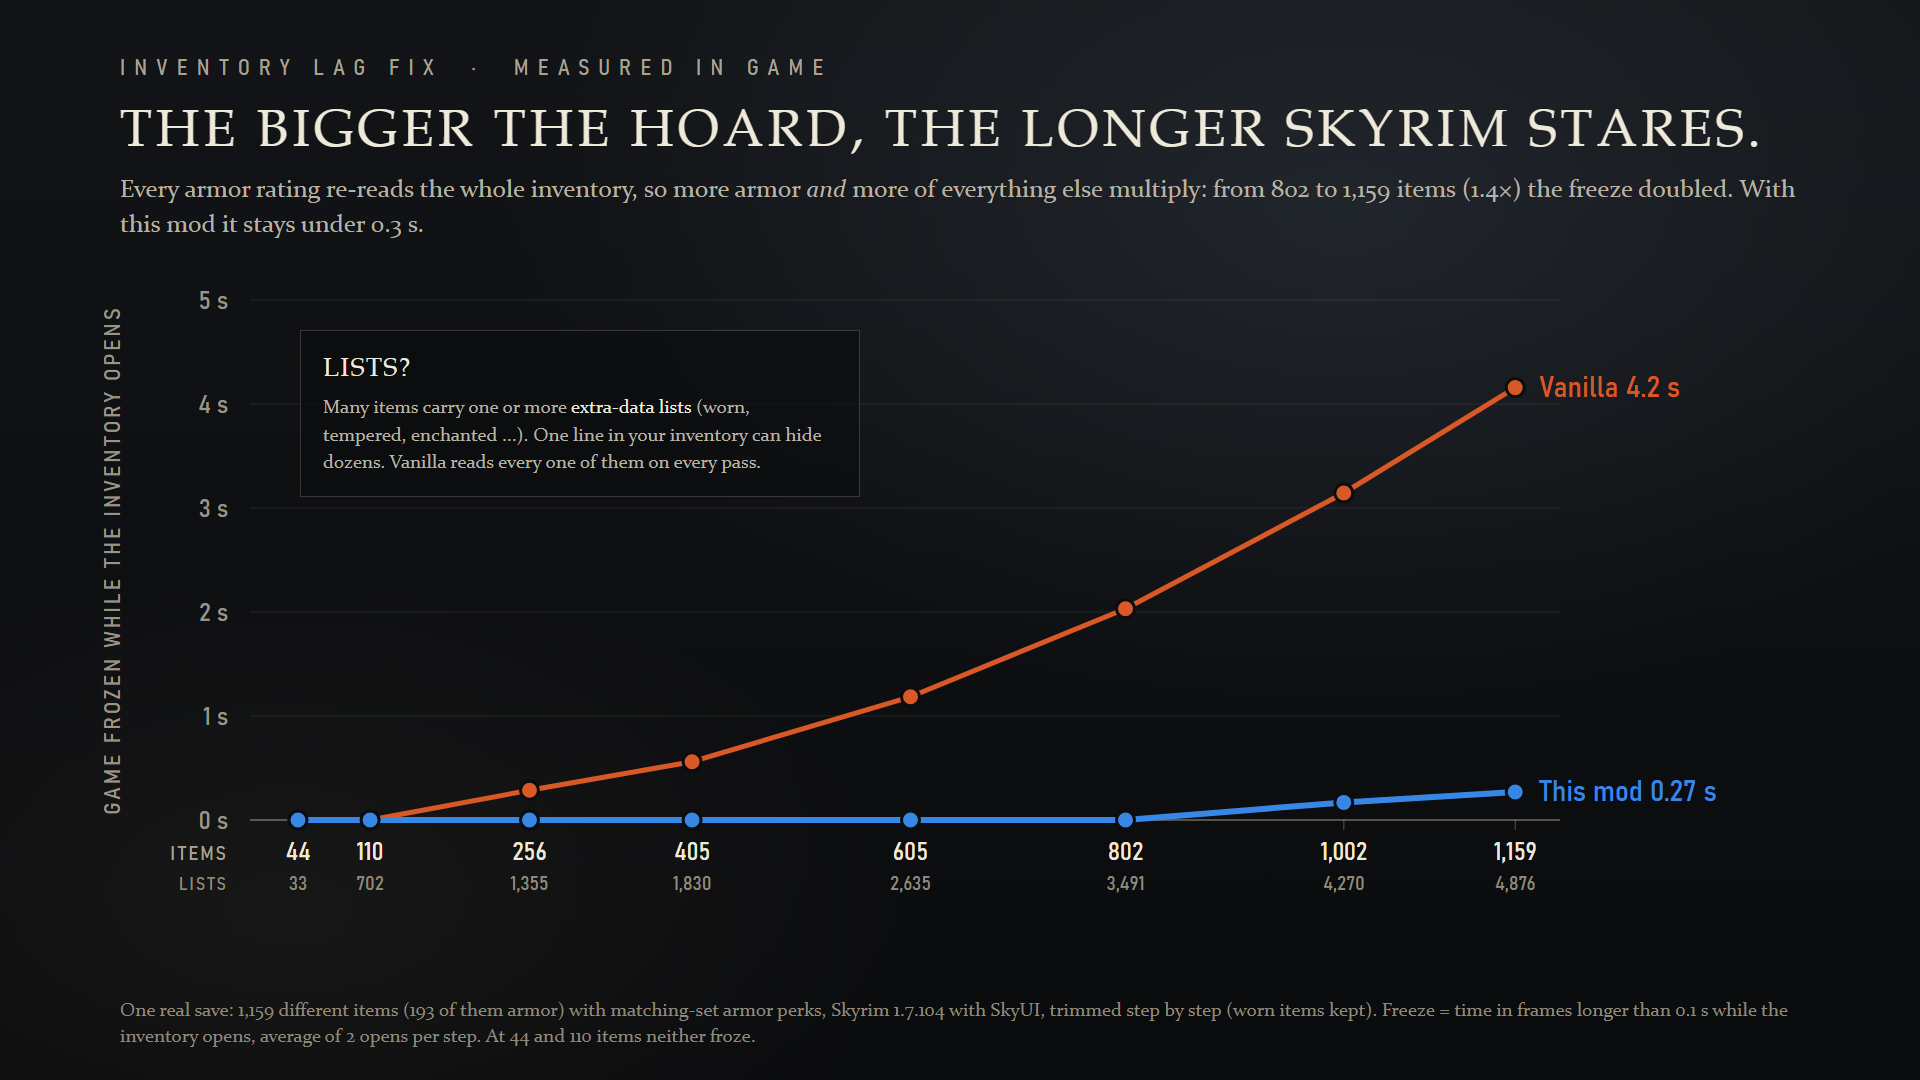 INVENTORY LAG FIX · MEASURED IN GAME
THE BIGGER THE HOARD, THE LONGER SKYRIM STARES.
Every armor rating re-reads the whole inventory, so more armor and more of everything else multiply: from 802 to 1,159 items (1.4×) the freeze doubled. With
this mod it stays under 0.3 s.
GAME FROZEN WHILE THE INVENTORY OPENS
5 s
4 s
3 s
2 s
1 s
0 s
LISTS?
Many items carry one or more extra-data lists (worn,
tempered, enchanted ...). One line in your inventory can hide
dozens. Vanilla reads every one of them on every pass.
Vanilla 4.2 s
This mod 0.27 s
ITEMS 44 110 256 405 605 802 1,002 1,159
LISTS 33 702 1,355 1,830 2,635 3,491 4,270 4,876
One real save: 1,159 different items (193 of them armor) with matching-set armor perks, Skyrim 1.7.104 with SkyUI, trimmed step by step (worn items kept). Freeze = time in frames longer than 0.1 s while the
inventory opens, average of 2 opens per step. At 44 and 110 items neither froze.